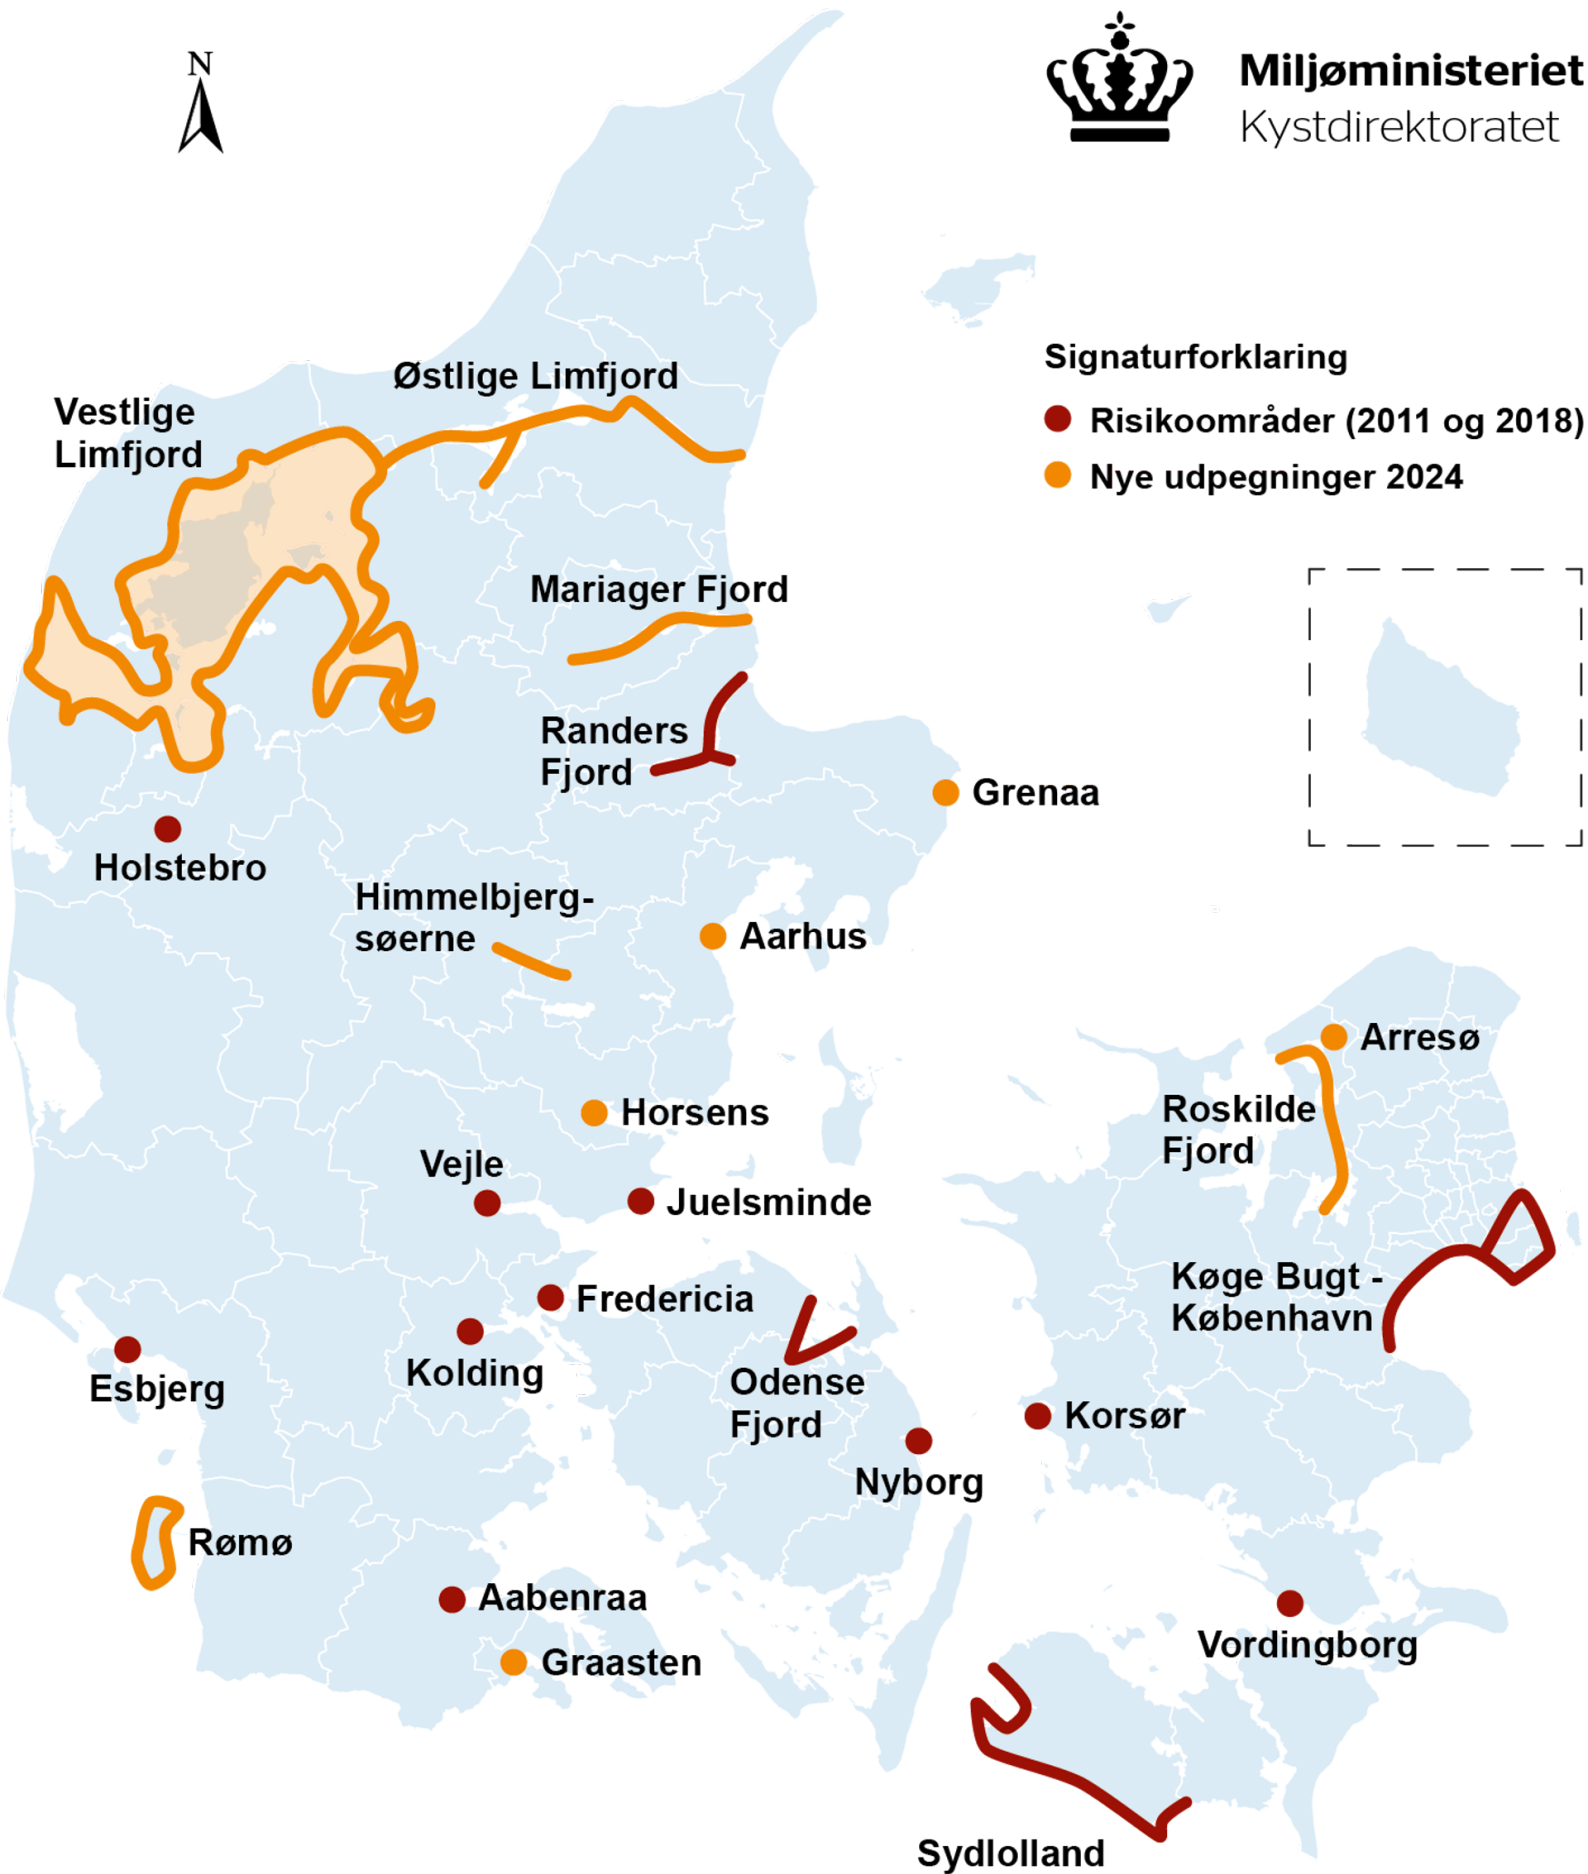 N
Miljøministeriet
Kystdirektoratet
Signaturforklaring
Risikoområder (2011 og 2018)
Nye udpegninger 2024
Østlige Limfjord
Vestlige
Limfjord
Mariager Fjord
Randers
Fjord
Grenaa
Holstebro
Himmelbjerg-
søerne
Aarhus
Arresø
Roskilde
Fjord
Horsens
Vejle
Juelsminde
Køge Bugt -
København
Fredericia
Kolding
Esbjerg
Odense
Fjord
Korsør
Nyborg
Rømø
Aabenraa
Graasten
Vordingborg
Sydlolland